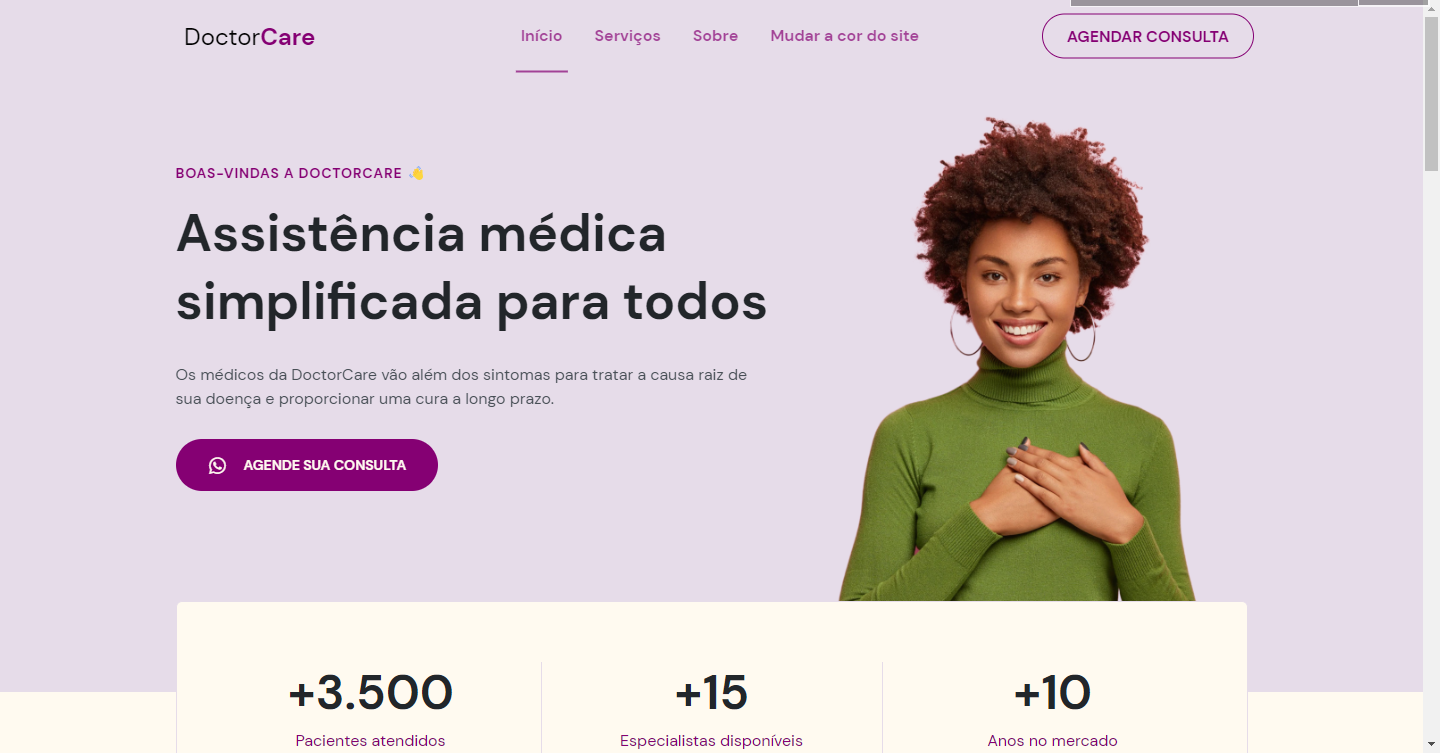 DoctorCare
Início Serviços Sobre Mudar a cor do site
AGENDAR CONSULTA
BOAS-VINDAS A DOCTORCARE 👋
Assistência médica
simplificada para todos
Os médicos da DoctorCare vão além dos sintomas para tratar a causa raiz de
sua doença e proporcionar uma cura a longo prazo.
AGENDE SUA CONSULTA
+3.500
Pacientes atendidos
+15
Especialistas disponíveis
+10
Anos no mercado